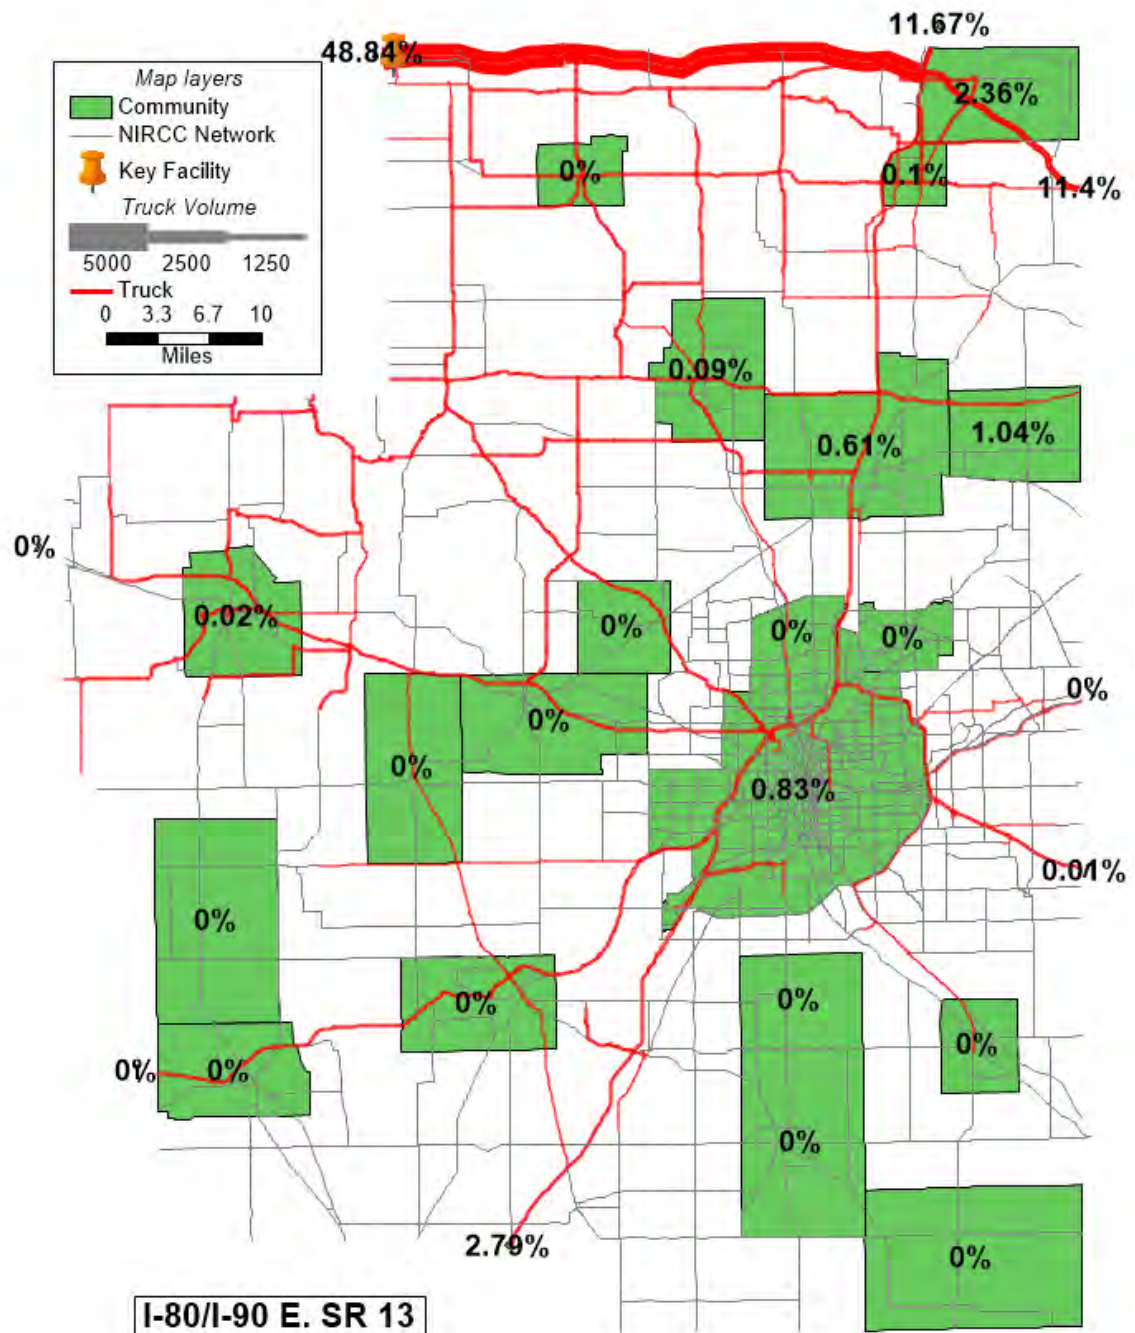 11.67%
48.84%
Map layers
Community
NIRCC Network
Key Facility
Truck Volume
5000 2500 1250
Truck
0 3.3 6.7 10
Miles
2.36%
0%
0.1%
11.4%
0.09%
0.61%
1.04%
0%
0.02%
0%
0%
0%
0%
0%
0%
0.83%
0.01%
0%
0%
0%
0%
0%
0%
0%
2.79%
0%
I-80/I-90 E. SR 13